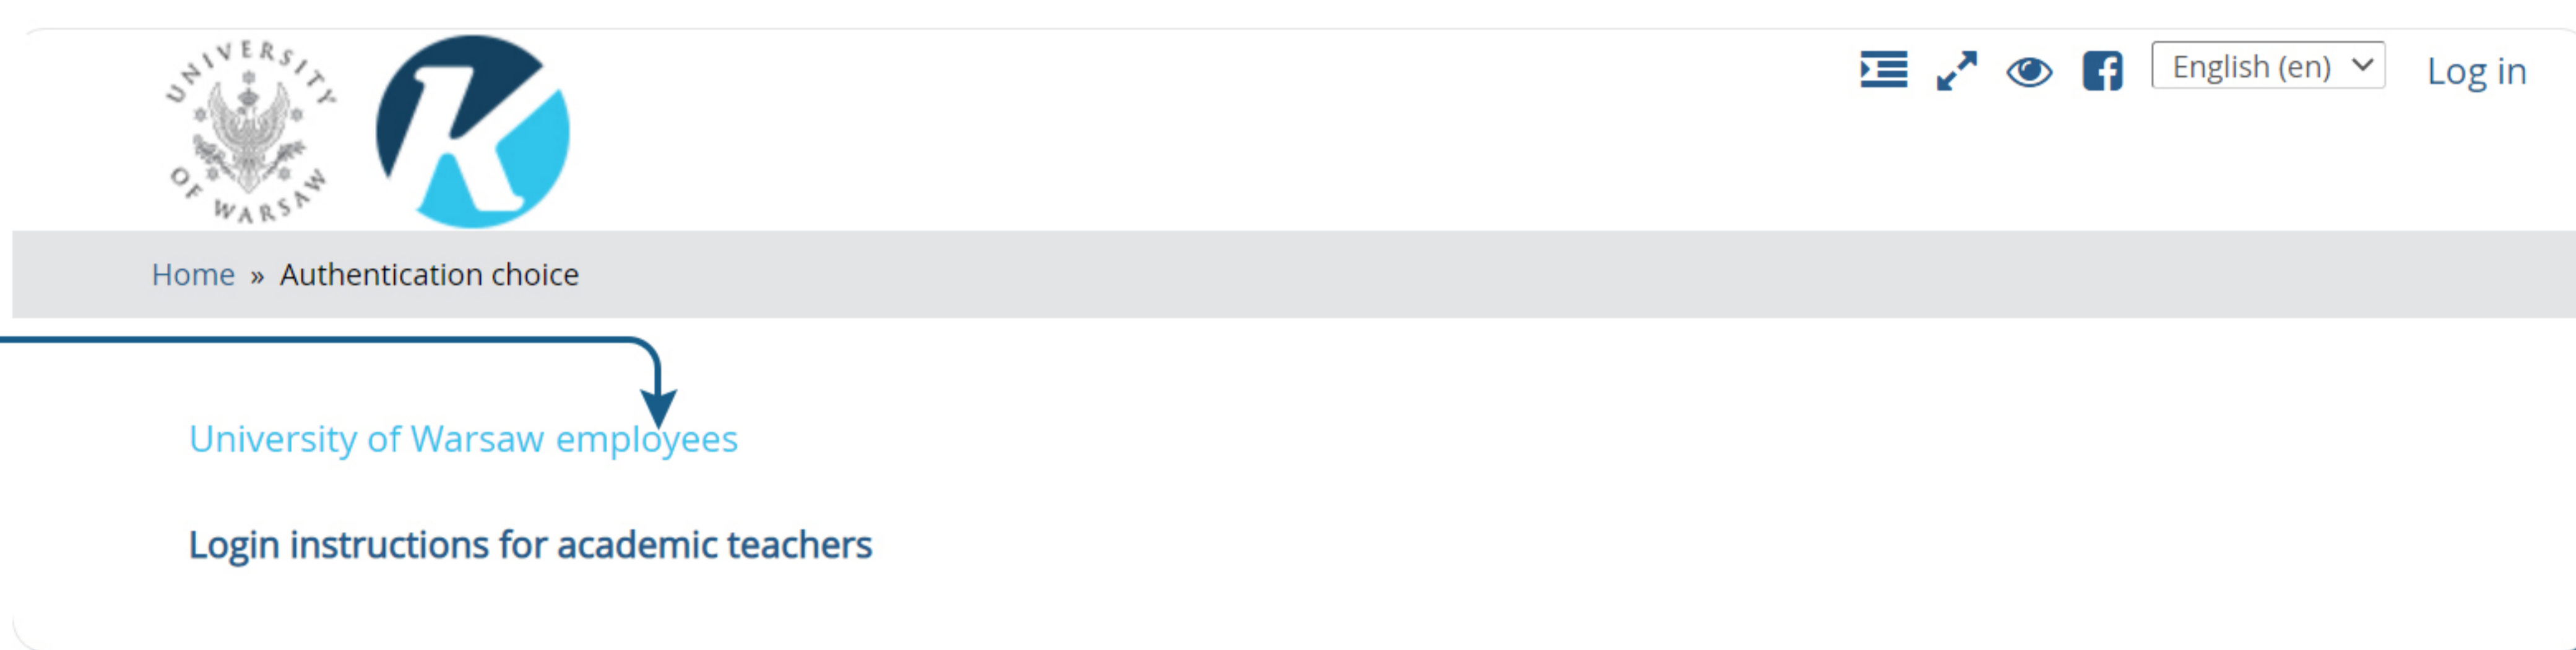 UNIVERSITY OF WARSAW
K
English (en)
Log in
Home » Authentication choice
University of Warsaw employees
Login instructions for academic teachers